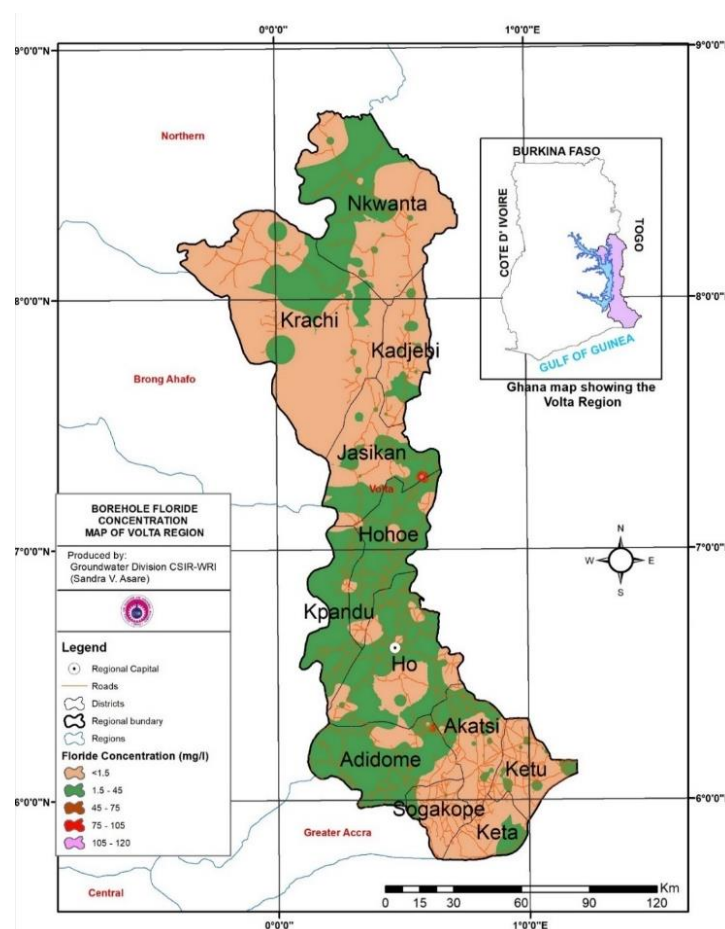 0°0'0"
1°0'0"E
9°0'0"N
9°0'0"N
Northern
BURKINA FASO
COTE D' IVOIRE
TOGO
GULF OF GUINEA
Ghana map showing the
Volta Region
Nkwanta
8°0'0"N
8°0'0"N
Krachi
Kadjebi
Brong Ahafo
Jasikan
Volta
BOREHOLE FLORIDE
CONCENTRATION
MAP OF VOLTA REGION
Hohoe
7°0'0"N
7°0'0"N
Produced by:
Groundwater Division CSIR-WRI
(Sandra V. Asare)
N
W
E
S
Kpandu
Legend
Regional Capital
Roads
Districts
Regional bundary
Regions
Floride Concentration (mg/l)
<1.5
1.5 - 45
45 - 75
75 - 105
105 - 120
Ho
Akatsi
Adidome
Ketu
Sogakope
6°0'0"N
6°0'0"N
Keta
Greater Accra
Central
Km
0 15 30 60 90 120
0°0'0"
1°0'0"E